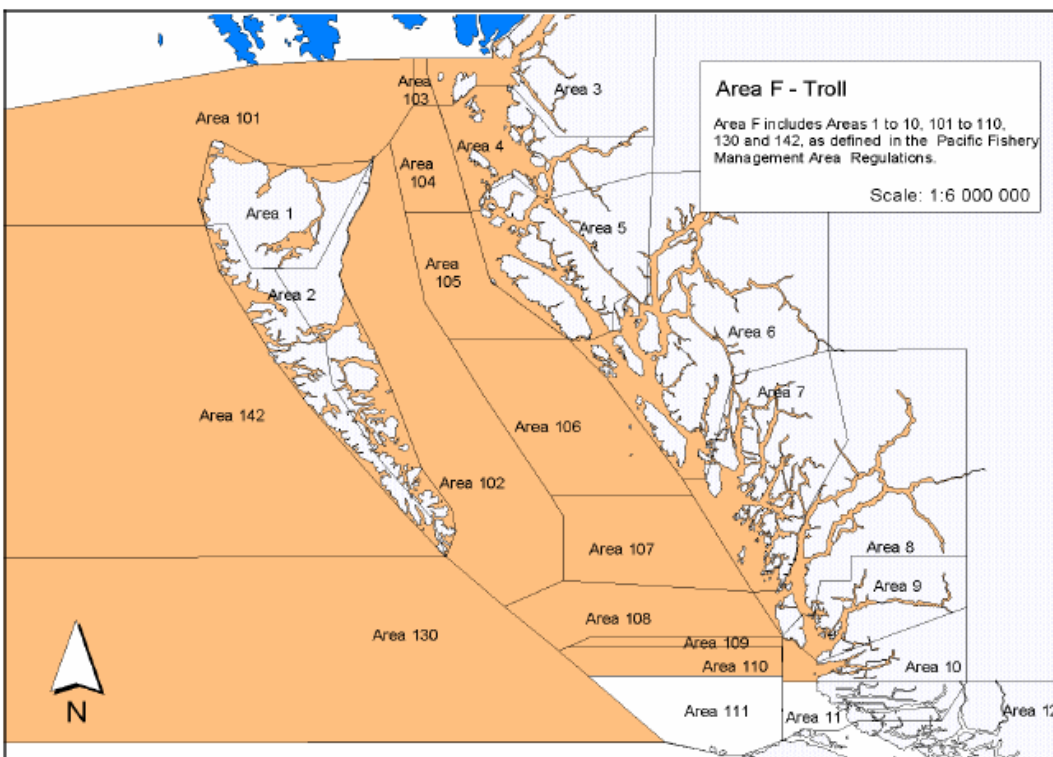 Area F - Troll
Area F includes Areas 1 to 10, 101 to 110,
130 and 142, as defined in the Pacific Fishery
Management Area Regulations.
Scale: 1:6 000 000
Area
103
Area 3
Area 101
Area 4
Area
104
Area 1
Area 5
Area
105
Area 2
Area 6
Area 7
Area 142
Area 106
Area 102
Area 107
Area 8
Area 9
Area 108
Area 130
Area 109
Area 110
Area 10
Area 111
Area 11
Area 12
N